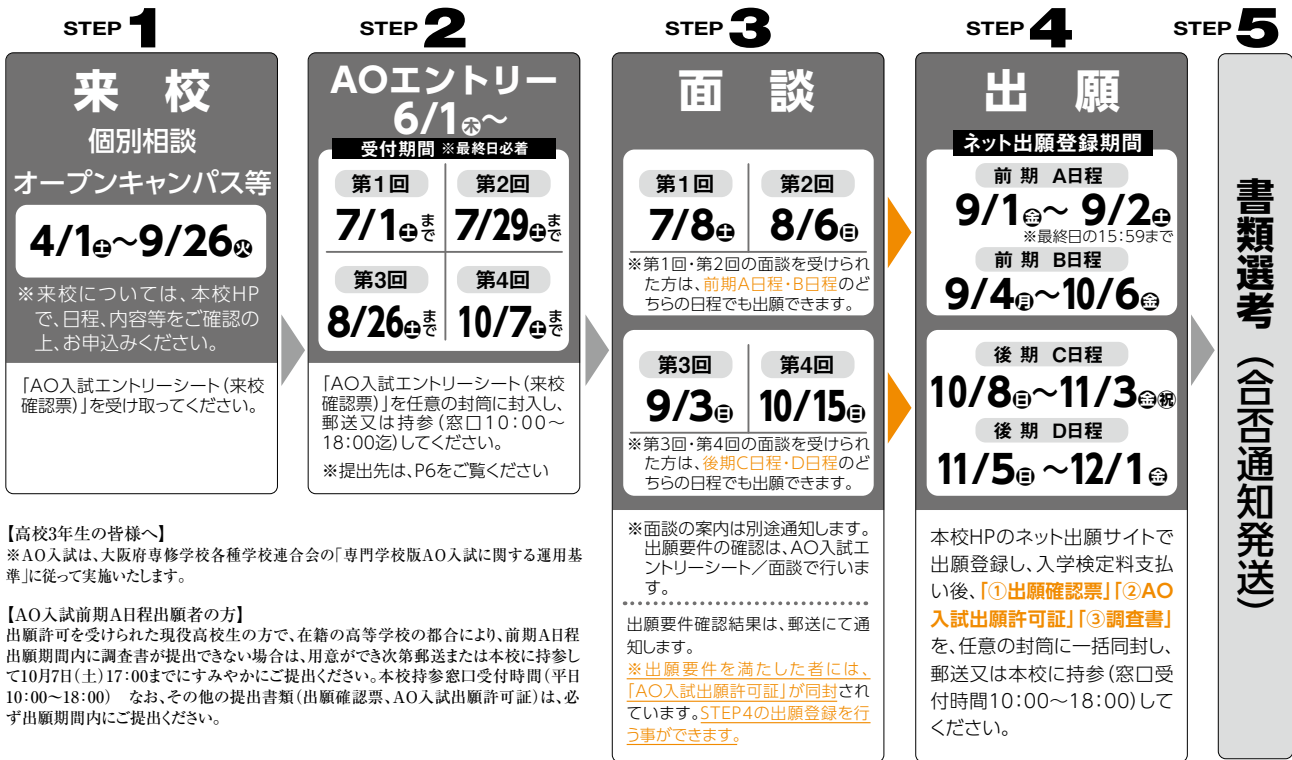 STEP 1
来 校
個別相談
オープンキャンパス等
4/1㊏～9/26㊋
※来校については、本校HP
で、日程、内容等をご確認の
上、お申込みください。
「AO入試エントリーシート(来校
確認票)」を受け取ってください。
STEP 2
AOエントリー
6/1㊍～
受付期間 ※最終日必着
第1回
7/1㊏まで
第2回
7/29㊏まで
第3回
8/26㊏まで
第4回
10/7㊏まで
「AO入試エントリーシート(来校
確認票)」を任意の封筒に封入し、
郵送又は持参(窓口10:00～
18:00迄)してください。
※提出先は、P6をご覧ください
STEP 3
面 談
第1回
7/8㊏
第2回
8/6㊐
※第1回・第2回の面談を受けられ
た方は、前期A日程・B日程のど
ちらの日程でも出願できます。
第3回
9/3㊐
第4回
10/15㊐
※第3回・第4回の面談を受けられ
た方は、後期C日程・D日程のど
ちらの日程でも出願できます。
※面談の案内は別途通知します。
出願要件の確認は、AO入試エ
ントリーシート／面談で行いま
す。
出願要件確認結果は、郵送にて通
知します。
※出願要件を満たした者には、
「AO入試出願許可証」が同封され
ています。STEP4の出願登録を行
う事ができます。
STEP 4
出 願
ネット出願登録期間
前 期 A日程
9/1㊎～ 9/2㊏
※最終日の15:59まで
前 期 B日程
9/4㊊～10/6㊎
後 期 C日程
10/8㊐～11/3㊎㊗
後 期 D日程
11/5㊐～12/1㊎
本校HPのネット出願サイトで
出願登録し、入学検定料支払
い後、「①出願確認票」「②AO
入試出願許可証」「③調査書」
を、任意の封筒に一括同封し、
郵送又は本校に持参(窓口受
付時間10:00～18:00)して
ください。
STEP 5
書類選考 (合否通知発送)
【高校3年生の皆様へ】
※AO入試は、大阪府専修学校各種学校連合会の「専門学校版AO入試に関する運用基
準」に従って実施いたします。
【AO入試前期A日程出願者の方】
出願許可を受けられた現役高校生の方で、在籍の高等学校の都合により、前期A日程
出願期間内に調査書が提出できない場合は、用意ができ次第郵送または本校に持参し
て10月7日(土)17:00までにすみやかにご提出ください。本校持参窓口受付時間(平日
10:00～18:00) なお、その他の提出書類(出願確認票、AO入試出願許可証)は、必
ず出願期間内にご提出ください。